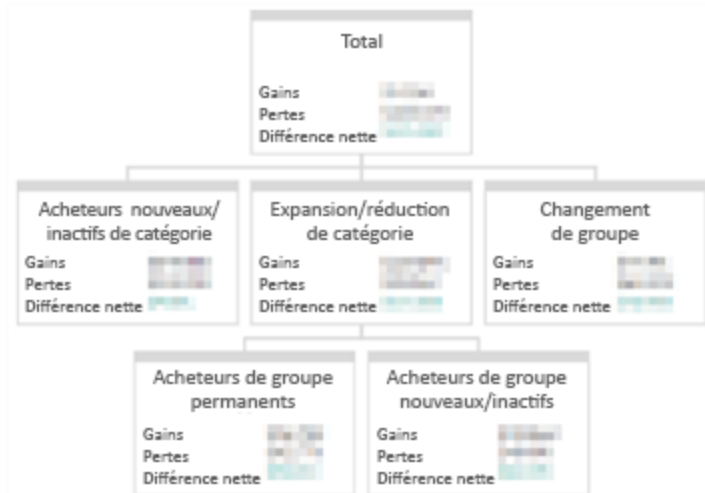 Total
Gains
Pertes
Différence nette
Acheteurs nouveaux/
inactifs de catégorie
Gains
Pertes
Différence nette
Expansion/réduction
de catégorie
Gains
Pertes
Différence nette
Changement
de groupe
Gains
Pertes
Différence nette
Acheteurs de groupe
permanents
Gains
Pertes
Différence nette
Acheteurs de groupe
nouveaux/inactifs
Gains
Pertes
Différence nette